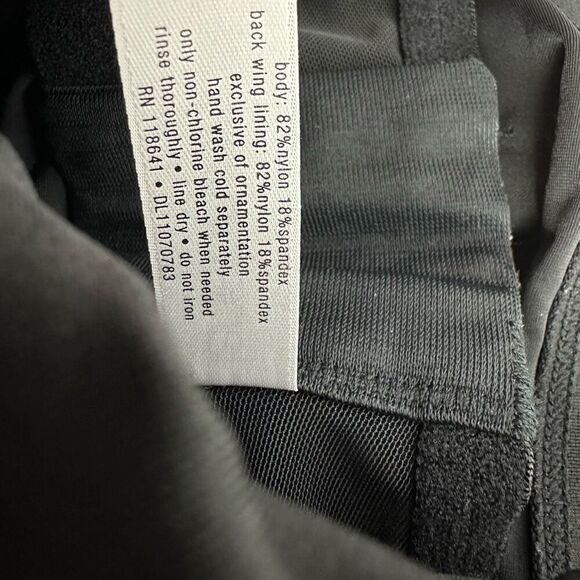 body: 82%nylon 18%spandex
back wing lining: 82%nylon 18%spandex
exclusive of ornamentation
hand wash cold separately
only non-chlorine bleach when needed
rinse thoroughly • line dry • do not iron
RN 118641 • DL11070783